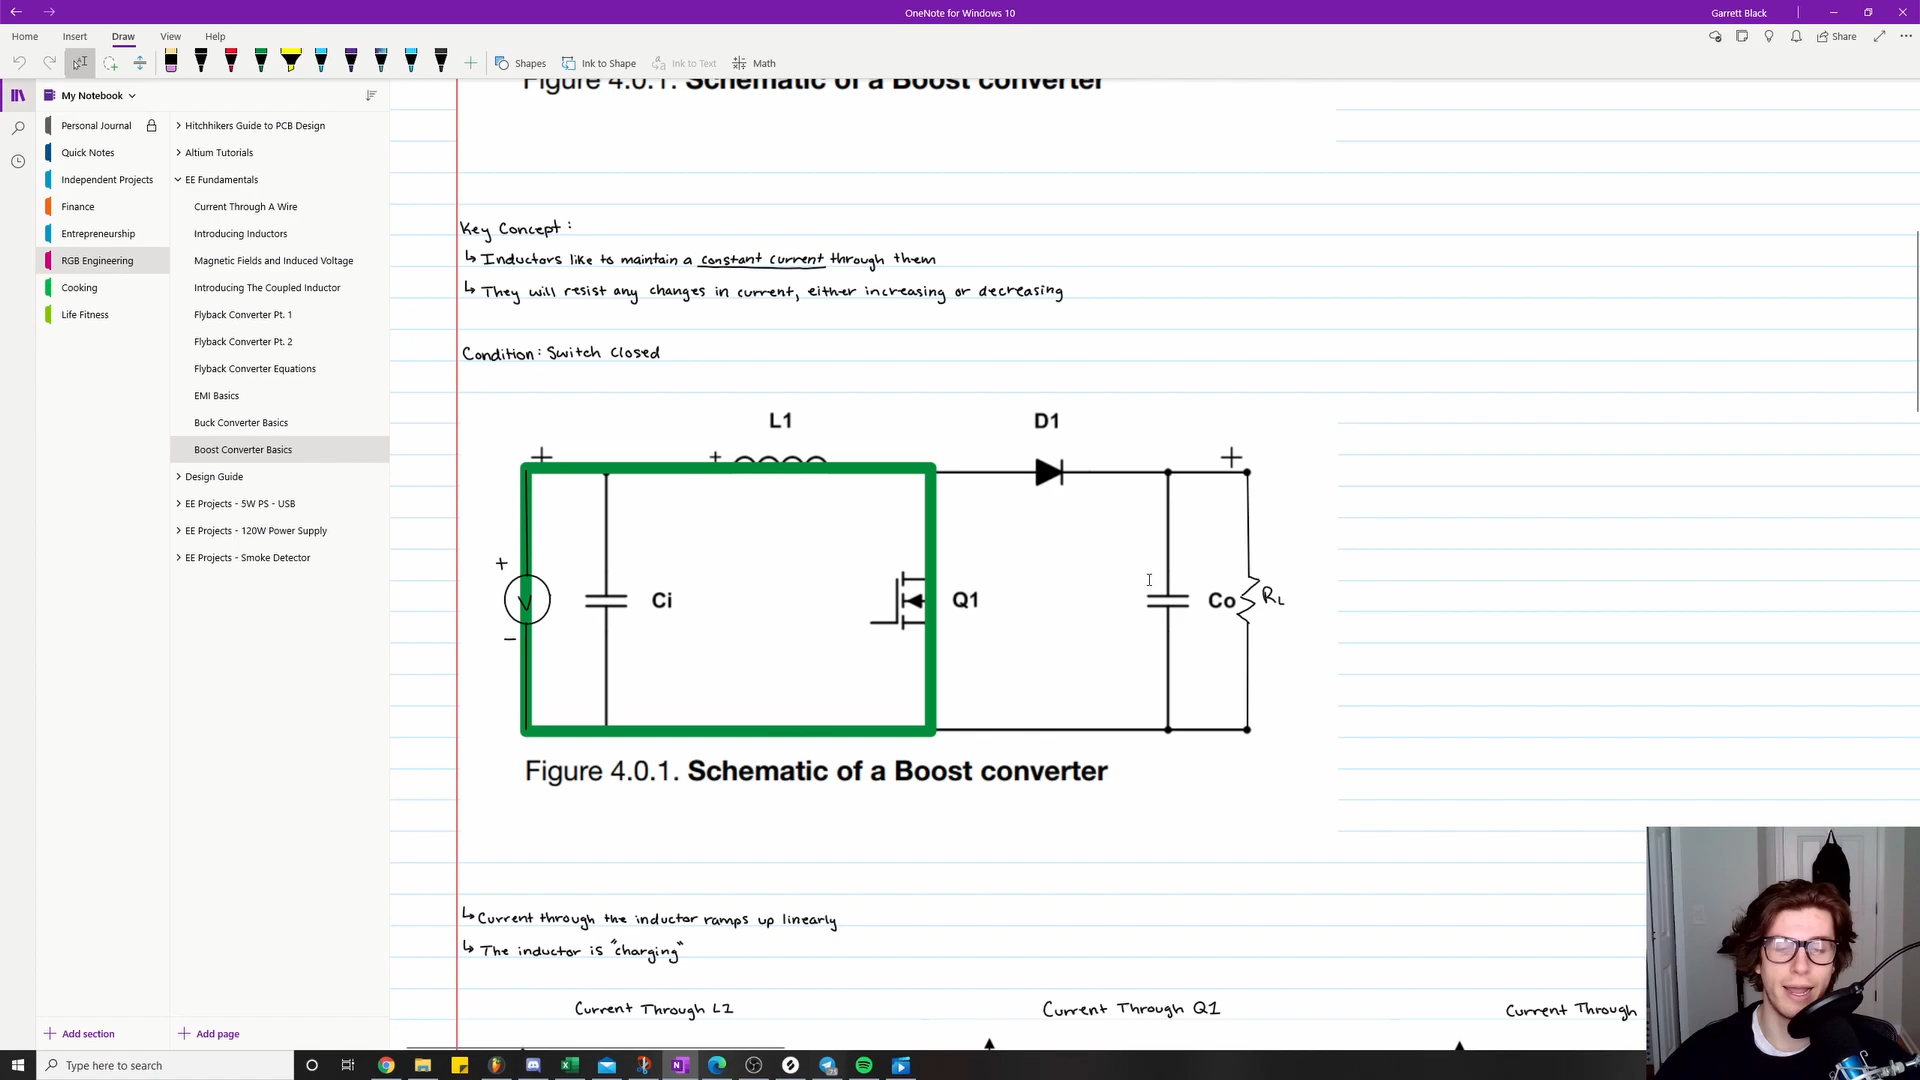 OneNote for Windows 10
Garrett Black
Home Insert Draw View Help
Share
Shapes Ink to Shape Ink to Text Math
My Notebook
Personal Journal
Quick Notes
Independent Projects
Finance
Entrepreneurship
RGB Engineering
Cooking
Life Fitness
Hitchhikers Guide to PCB Design
Altium Tutorials
EE Fundamentals
Current Through A Wire
Introducing Inductors
Magnetic Fields and Induced Voltage
Introducing The Coupled Inductor
Flyback Converter Pt. 1
Flyback Converter Pt. 2
Flyback Converter Equations
EMI Basics
Buck Converter Basics
Boost Converter Basics
Design Guide
EE Projects - 5W PS - USB
EE Projects - 120W Power Supply
EE Projects - Smoke Detector
Add section
Add page
Figure 4.0.1. Schematic of a Boost converter
Key Concept :
↳ Inductors like to maintain a constant current through them
↳ They will resist any changes in current, either increasing or decreasing
Condition: Switch Closed
L1 D1
+ + +
+
V Ci Q1 Co RL
−
Figure 4.0.1. Schematic of a Boost converter
↳ Current through the inductor ramps up linearly
↳ The inductor is "charging"
Current Through L1 Current Through Q1 Current Through
Type here to search